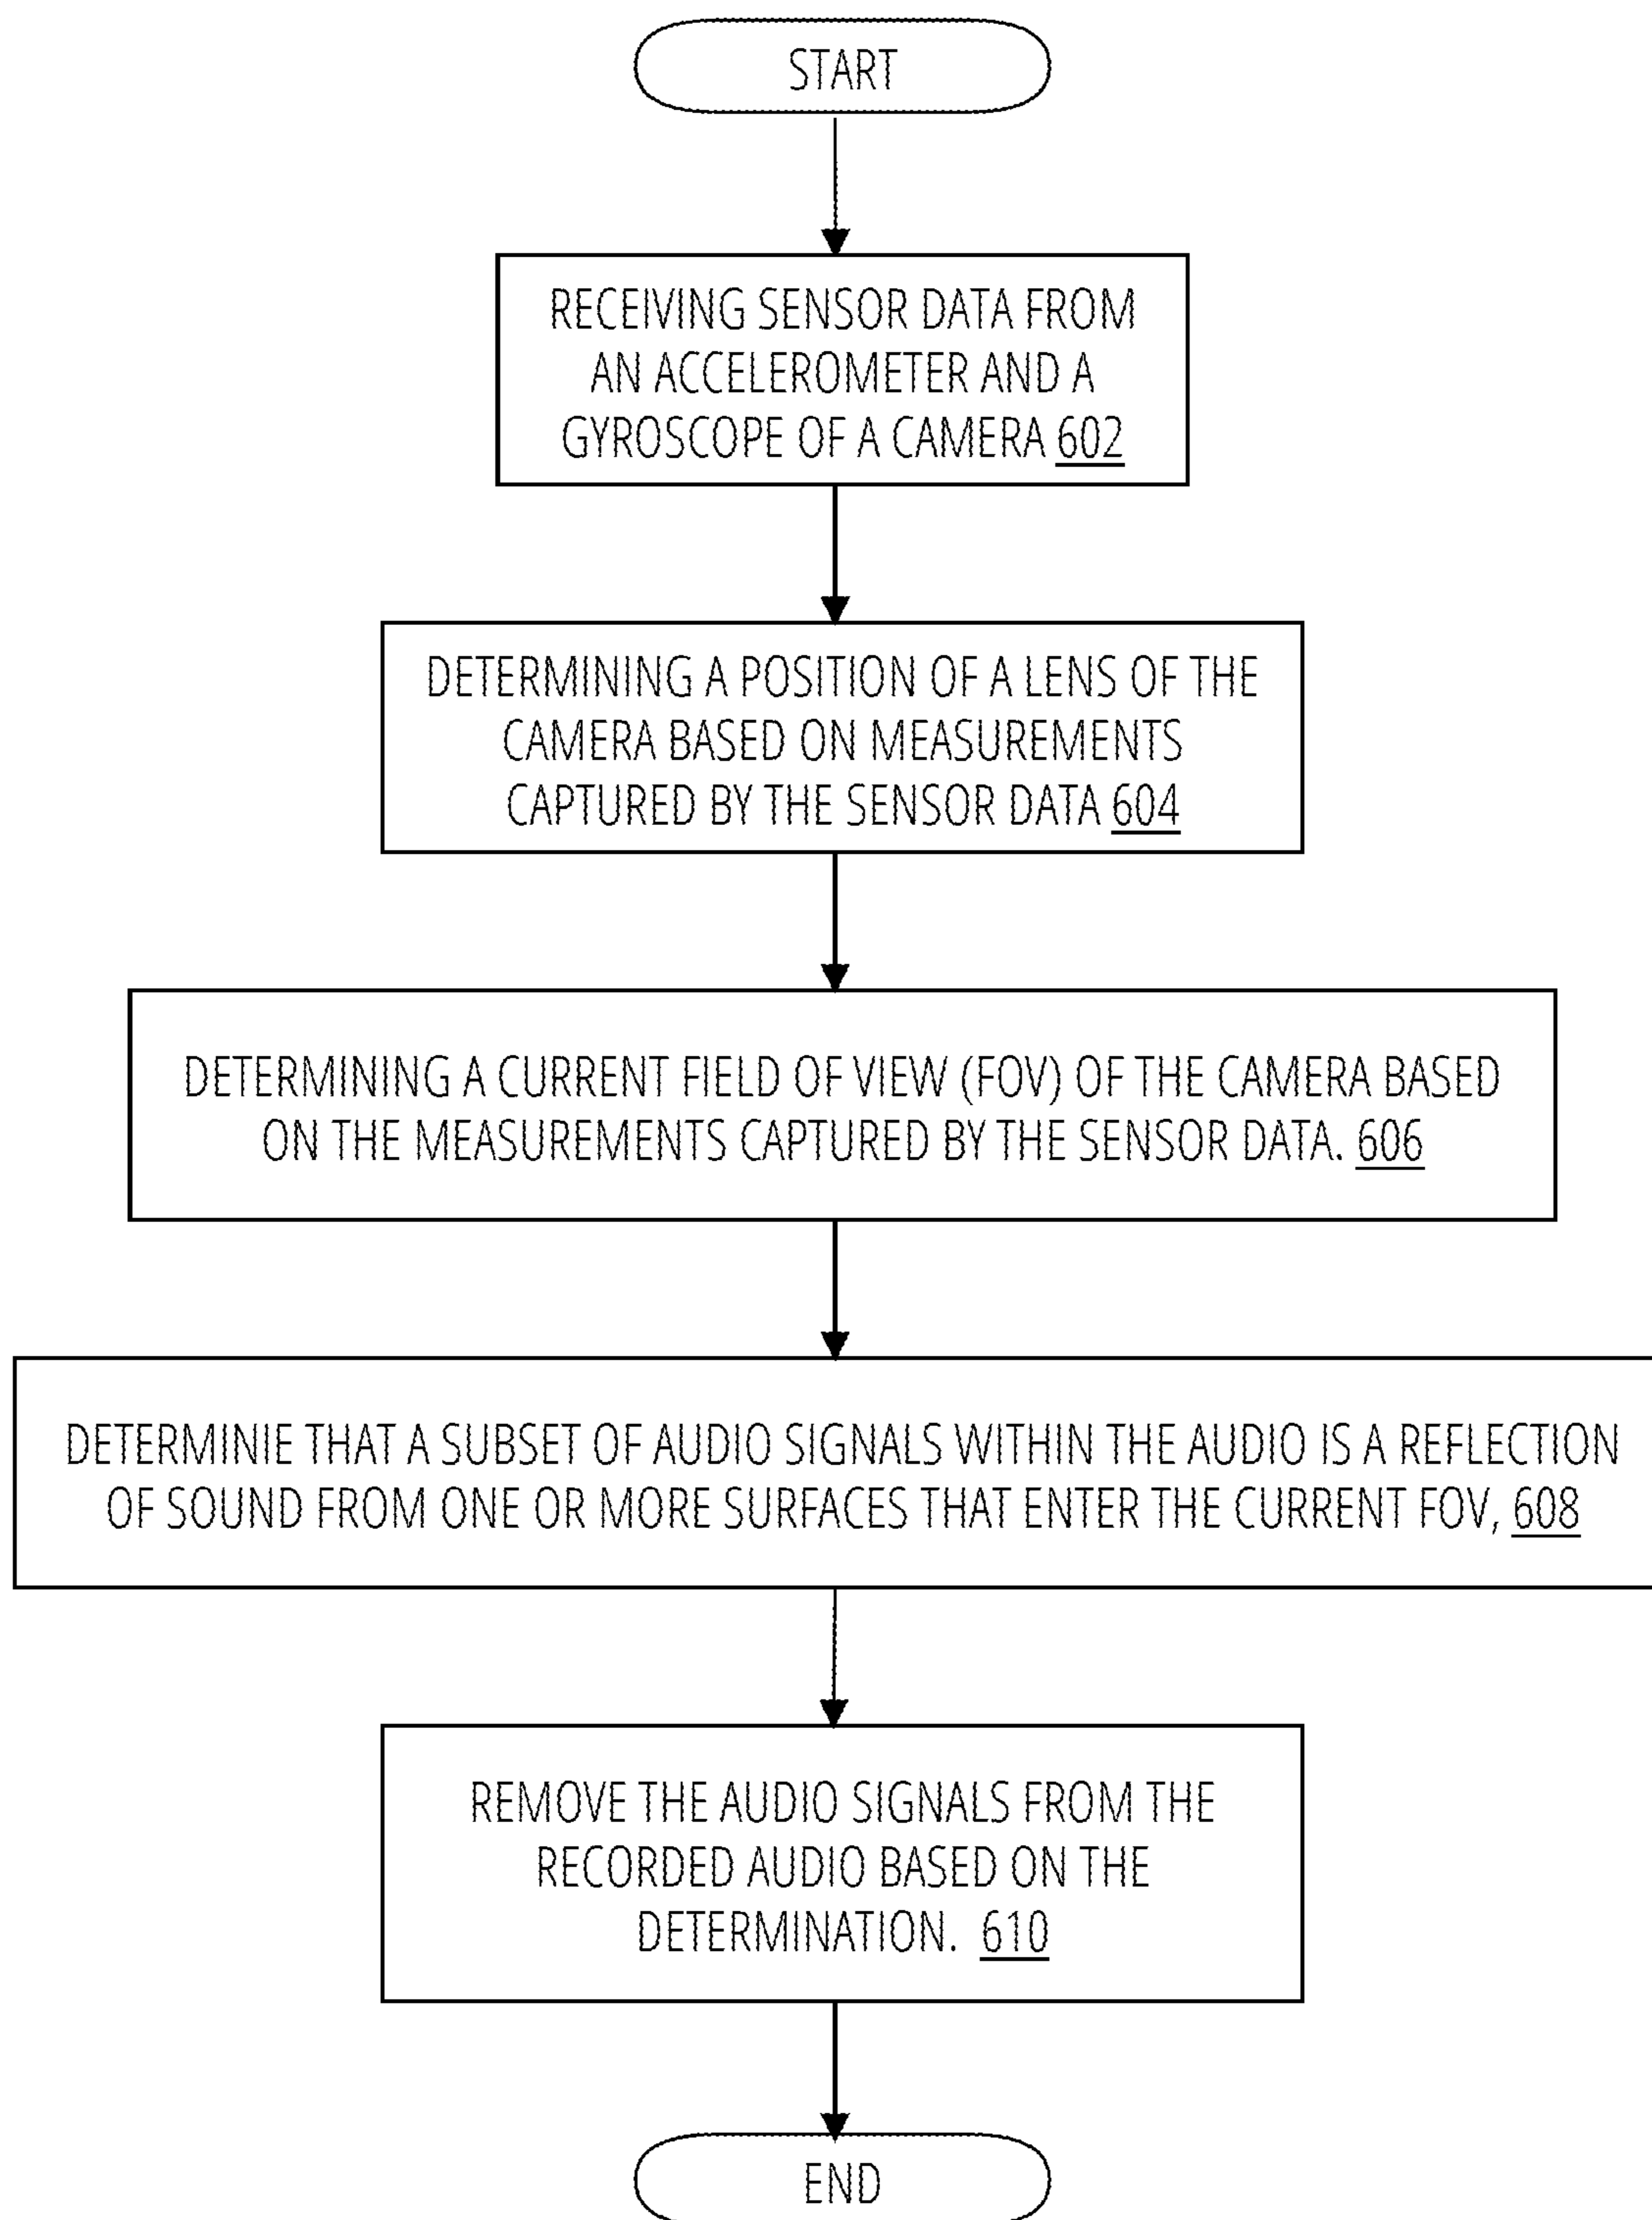 START
RECEIVING SENSOR DATA FROM
AN ACCELEROMETER AND A
GYROSCOPE OF A CAMERA 602
DETERMINING A POSITION OF A LENS OF THE
CAMERA BASED ON MEASUREMENTS
CAPTURED BY THE SENSOR DATA 604
DETERMINING A CURRENT FIELD OF VIEW (FOV) OF THE CAMERA BASED
ON THE MEASUREMENTS CAPTURED BY THE SENSOR DATA. 606
DETERMINIE THAT A SUBSET OF AUDIO SIGNALS WITHIN THE AUDIO IS A REFLECTION
OF SOUND FROM ONE OR MORE SURFACES THAT ENTER THE CURRENT FOV, 608
REMOVE THE AUDIO SIGNALS FROM THE
RECORDED AUDIO BASED ON THE
DETERMINATION. 610
END